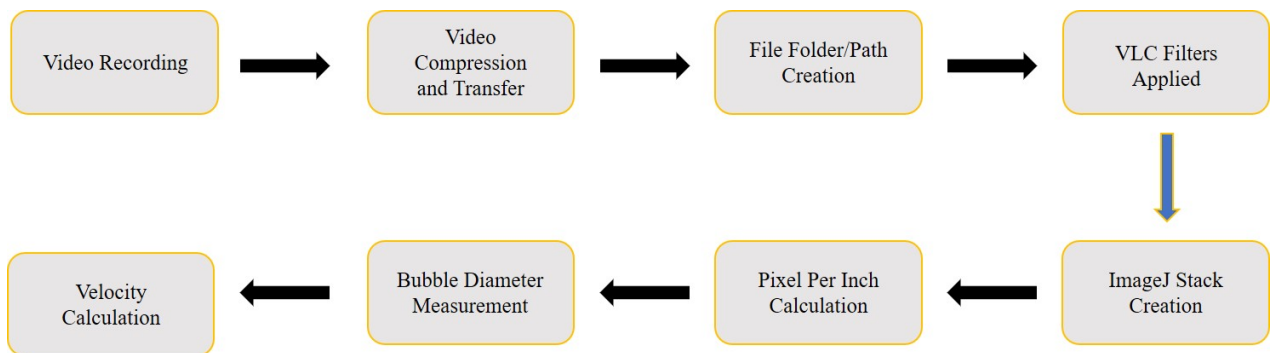 Video Recording
Video
Compression
and Transfer
File Folder/Path
Creation
VLC Filters
Applied
ImageJ Stack
Creation
Pixel Per Inch
Calculation
Bubble Diameter
Measurement
Velocity
Calculation